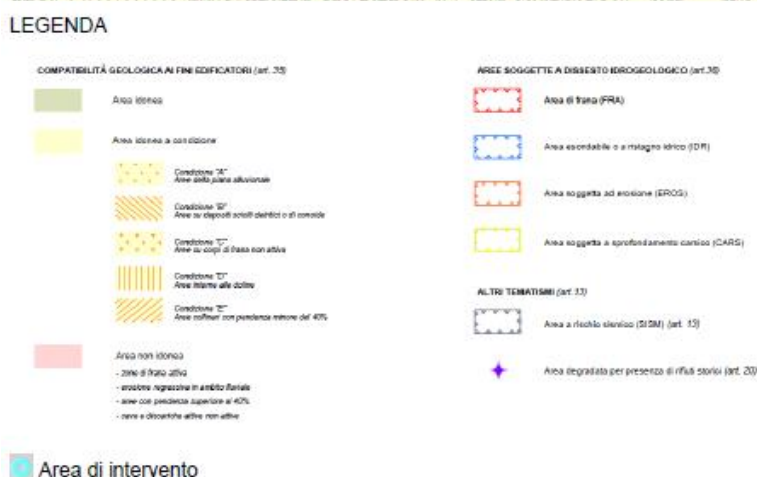 LEGENDA
COMPATIBILITÀ GEOLOGICA AI FINI EDIFICATORI (art. 35)
Area idonea
Area idonea a condizione
Condizione "A"
Aree della piana alluvionale
Condizione "B"
Aree su depositi sciolti detritici o di conoide
Condizione "C"
Aree su corpi di frana non attiva
Condizione "D"
Aree interne alle doline
Condizione "E"
Aree collinari con pendenza minore del 40%
Area non idonea
- zone di frana attiva
- erosione regressiva in ambito fluviale
- aree con pendenza superiore al 40%
- cave e discariche attive non attive
AREE SOGGETTE A DISSESTO IDROGEOLOGICO (art.36)
Area di frana (FRA)
Area esondabile o a ristagno idrico (IDR)
Area soggetta ad erosione (EROS)
Area soggetta a sprofondamento carsico (CARS)
ALTRI TEMATISMI (art. 13)
Area a rischio sismico (SISM) (art. 13)
Area degradata per presenza di rifiuti storici (art. 20)
Area di intervento